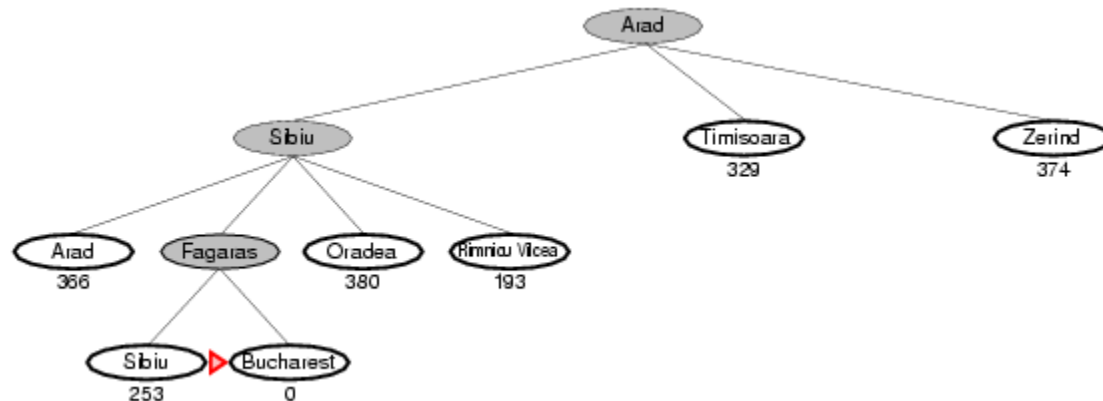 Arad
Sibiu
Timisoara
Zerind
329
374
Arad
Fagaras
Oradea
Rimnicu Vilcea
366
380
193
Sibiu
Bucharest
253
0